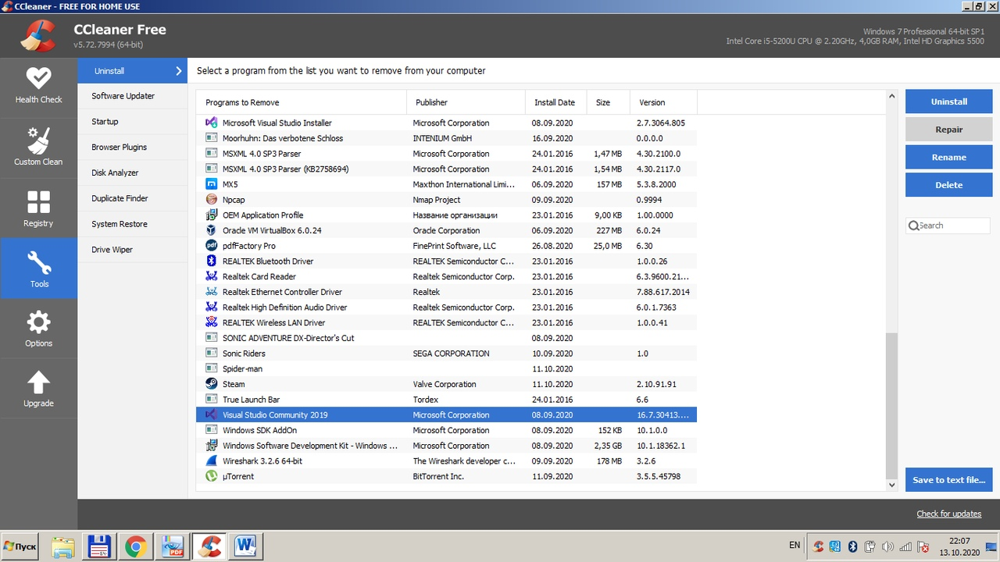 CCleaner - FREE FOR HOME USE
CCleaner Free
v5.72.7994 (64-bit)
Windows 7 Professional 64-bit SP1
Intel Core i5-5200U CPU @ 2.20GHz, 4,0GB RAM, Intel HD Graphics 5500
Health Check
Custom Clean
Registry
Tools
Options
Upgrade
Uninstall
Software Updater
Startup
Browser Plugins
Disk Analyzer
Duplicate Finder
System Restore
Drive Wiper
Select a program from the list you want to remove from your computer
Programs to Remove Publisher Install Date Size Version
Microsoft Visual Studio Installer Microsoft Corporation 08.09.2020 2.7.3064.805
Moorhuhn: Das verbotene Schloss INTENIUM GmbH 16.09.2020 0.0.0.0
MSXML 4.0 SP3 Parser Microsoft Corporation 24.01.2016 1,47 MB 4.30.2100.0
MSXML 4.0 SP3 Parser (KB2758694) Microsoft Corporation 24.01.2016 1,54 MB 4.30.2117.0
MX5 Maxthon International Limi... 06.09.2020 157 MB 5.3.8.2000
Npcap Nmap Project 09.09.2020 0.9994
OEM Application Profile Название организации 23.01.2016 9,00 KB 1.00.0000
Oracle VM VirtualBox 6.0.24 Oracle Corporation 06.09.2020 227 MB 6.0.24
pdfFactory Pro FinePrint Software, LLC 26.08.2020 25,0 MB 6.30
REALTEK Bluetooth Driver REALTEK Semiconductor C... 23.01.2016 1.0.0.26
Realtek Card Reader Realtek Semiconductor Corp. 23.01.2016 6.3.9600.21...
Realtek Ethernet Controller Driver Realtek 23.01.2016 7.88.617.2014
Realtek High Definition Audio Driver Realtek Semiconductor Corp. 23.01.2016 6.0.1.7363
REALTEK Wireless LAN Driver REALTEK Semiconductor C... 23.01.2016 1.0.0.41
SONIC ADVENTURE DX-Director's Cut 08.09.2020
Sonic Riders SEGA CORPORATION 10.09.2020 1.0
Spider-man 11.10.2020
Steam Valve Corporation 11.10.2020 2.10.91.91
True Launch Bar Tordex 24.01.2016 6.6
Visual Studio Community 2019 Microsoft Corporation 08.09.2020 16.7.30413....
Windows SDK AddOn Microsoft Corporation 08.09.2020 152 KB 10.1.0.0
Windows Software Development Kit - Windows ... Microsoft Corporation 08.09.2020 2,35 GB 10.1.18362.1
Wireshark 3.2.6 64-bit The Wireshark developer c... 09.09.2020 178 MB 3.2.6
µTorrent BitTorrent Inc. 11.09.2020 3.5.5.45798
Uninstall
Repair
Rename
Delete
Search
Save to text file...
Check for updates
Пуск
EN
22:07
13.10.2020